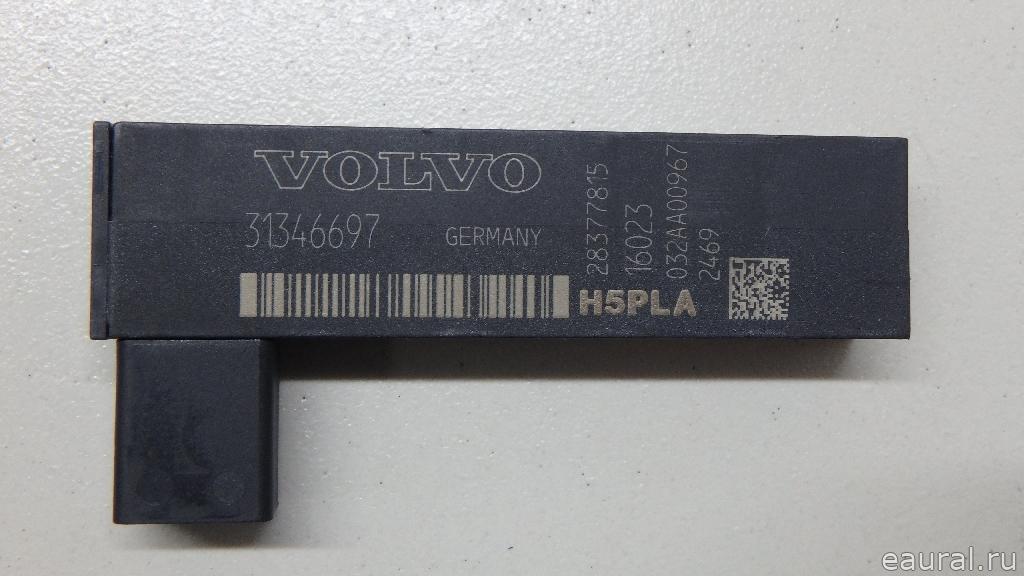 VOLVO
31346697 GERMANY
H5PLA
28377815
16023
032AA00967
2469
eaural.ru